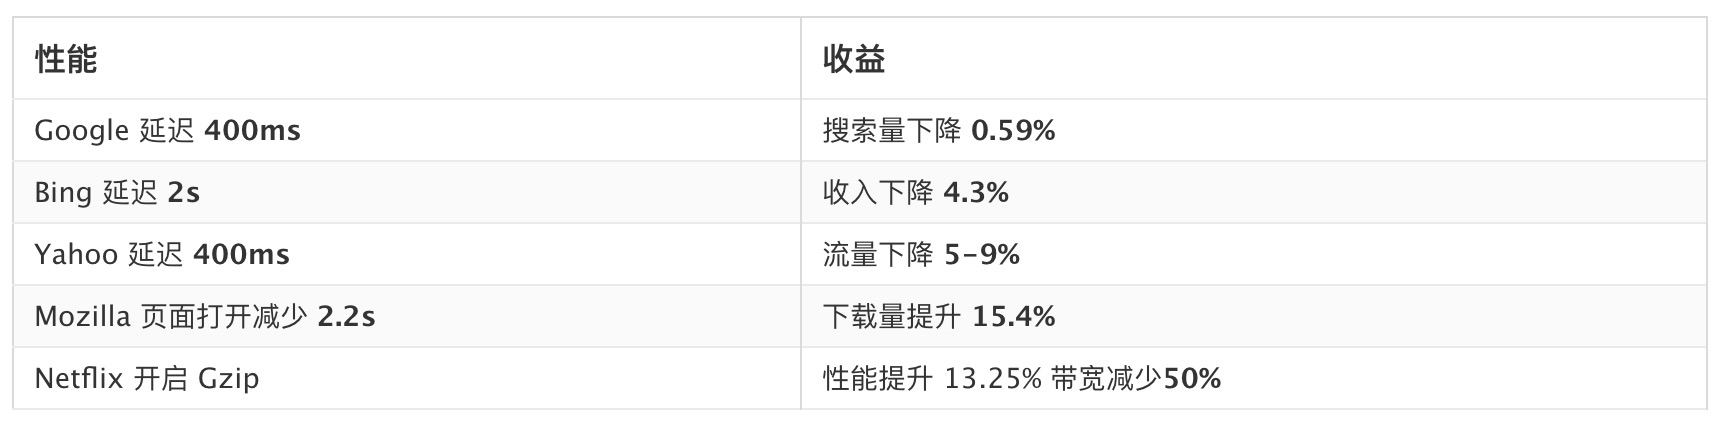 性能 收益
Google 延迟 400ms 搜索量下降 0.59%
Bing 延迟 2s 收入下降 4.3%
Yahoo 延迟 400ms 流量下降 5-9%
Mozilla 页面打开减少 2.2s 下载量提升 15.4%
Netflix 开启 Gzip 性能提升 13.25% 带宽减少50%